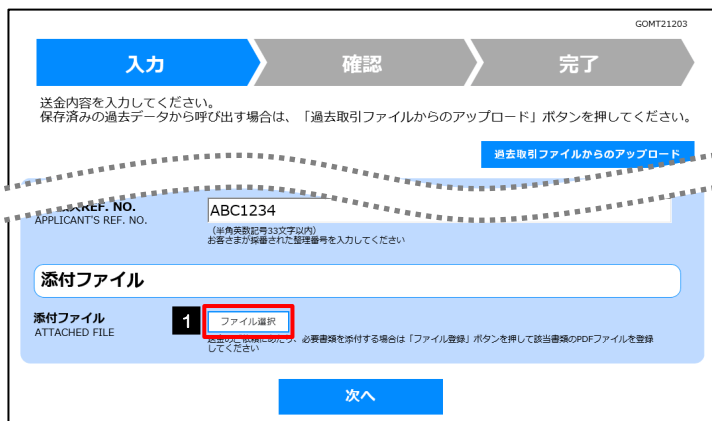 GOMT21203
入力
確認
完了
送金内容を入力してください。
保存済みの過去データから呼び出す場合は、「過去取引ファイルからのアップロード」ボタンを押してください。
過去取引ファイルからのアップロード
REF. NO.
APPLICANT'S REF. NO.
ABC1234
(半角英数記号33文字以内)
お客さまが採番された整理番号を入力してください
添付ファイル
添付ファイル
ATTACHED FILE
1
ファイル選択
送金のご依頼にあたり、必要書類を添付する場合は「ファイル登録」ボタンを押して該当書類のPDFファイルを登録
してください
次へ